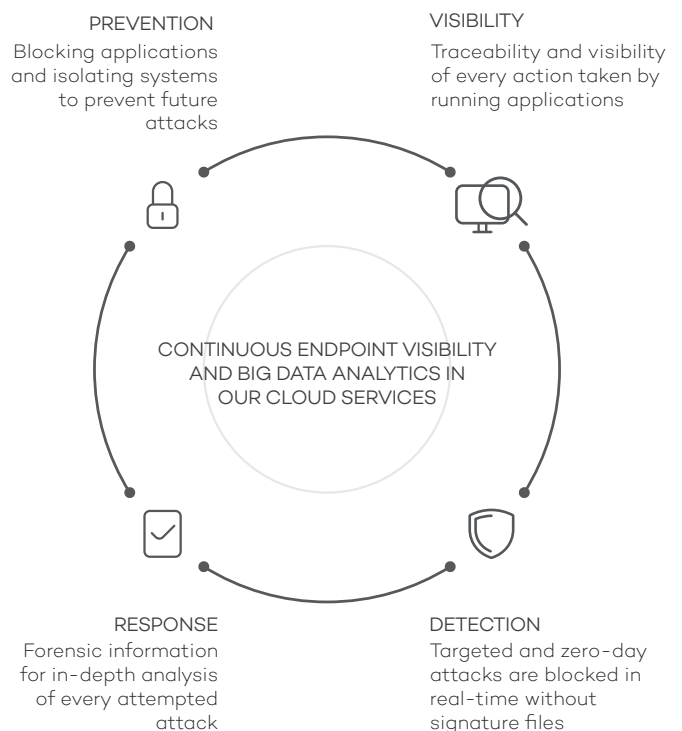 PREVENTION
Blocking applications
and isolating systems
to prevent future
attacks
VISIBILITY
Traceability and visibility
of every action taken by
running applications
CONTINUOUS ENDPOINT VISIBILITY
AND BIG DATA ANALYTICS IN
OUR CLOUD SERVICES
RESPONSE
Forensic information
for in-depth analysis
of every attempted
attack
DETECTION
Targeted and zero-day
attacks are blocked in
real-time without
signature files